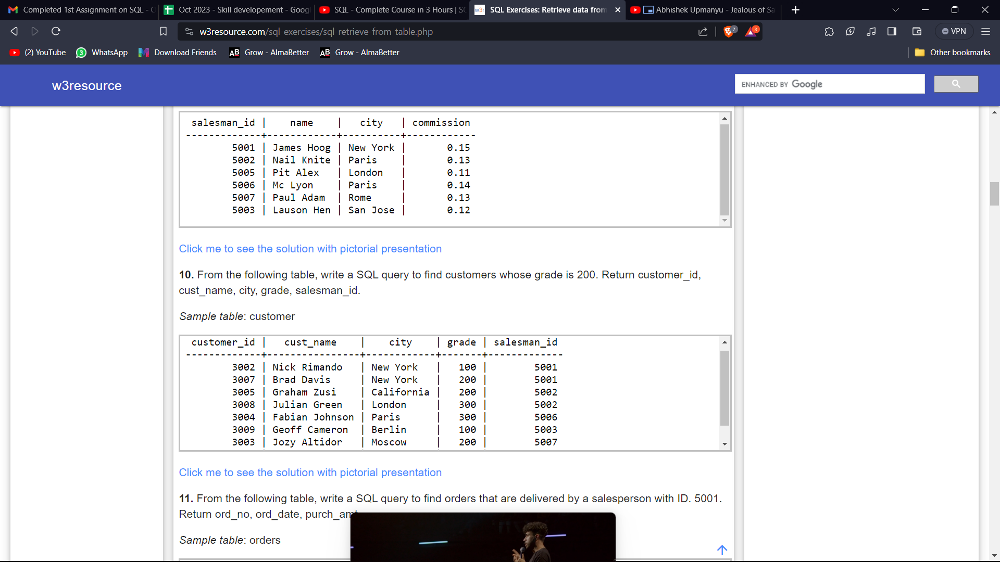 Completed 1st Assignment on SQL - 
Oct 2023 - Skill developement - Goog
SQL - Complete Course in 3 Hours | SQ
SQL Exercises: Retrieve data from
Abhishek Upmanyu - Jealous of Sa
w3resource.com/sql-exercises/sql-retrieve-from-table.php
7
3
VPN
(2) YouTube
3 WhatsApp
Download Friends
AB Grow - AlmaBetter
AB Grow - AlmaBetter
Other bookmarks
w3resource
ENHANCED BY Google
salesman_id | name | city | commission
-------------+------------+----------+------------
5001 | James Hoog | New York | 0.15
5002 | Nail Knite | Paris | 0.13
5005 | Pit Alex | London | 0.11
5006 | Mc Lyon | Paris | 0.14
5007 | Paul Adam | Rome | 0.13
5003 | Lauson Hen | San Jose | 0.12
Click me to see the solution with pictorial presentation
10. From the following table, write a SQL query to find customers whose grade is 200. Return customer_id,
cust_name, city, grade, salesman_id.
Sample table: customer
customer_id | cust_name | city | grade | salesman_id
-------------+----------------+------------+-------+-------------
3002 | Nick Rimando | New York | 100 | 5001
3007 | Brad Davis | New York | 200 | 5001
3005 | Graham Zusi | California | 200 | 5002
3008 | Julian Green | London | 300 | 5002
3004 | Fabian Johnson | Paris | 300 | 5006
3009 | Geoff Cameron | Berlin | 100 | 5003
3003 | Jozy Altidor | Moscow | 200 | 5007
Click me to see the solution with pictorial presentation
11. From the following table, write a SQL query to find orders that are delivered by a salesperson with ID. 5001.
Return ord_no, ord_date, purch_amt
Sample table: orders